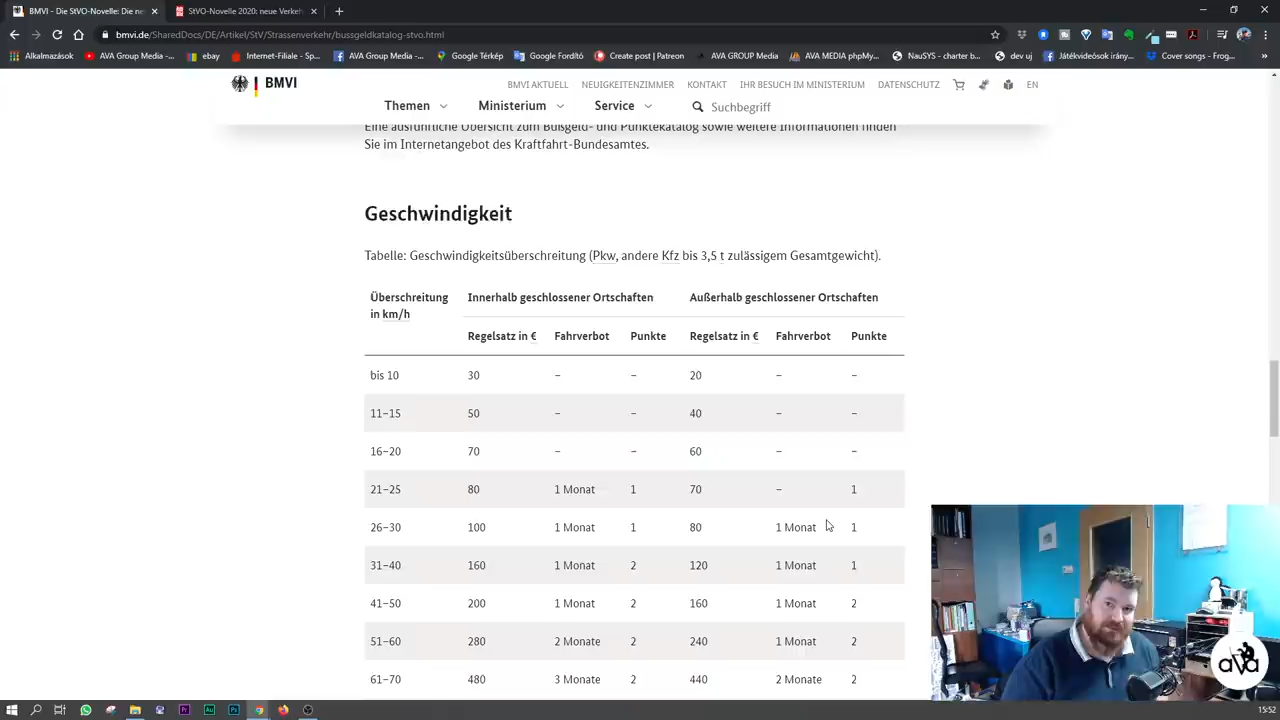 BMVI - Die StVO-Novelle: Die ne
StVO-Novelle 2020: neue Verkehr
bmvi.de/SharedDocs/DE/Artikel/StV/Strassenverkehr/bussgeldkatalog-stvo.html
Alkalmazások
AVA GROUP Media -...
Internet-Filiale - Sp...
AVA GROUP Media -...
Google Térkép
Google Fordító
Create post | Patreon
AVA GROUP Media
AVA MEDIA phpMy...
NauSYS - charter b...
dev uj
Játékvideósok irány...
Cover songs - Frog...
BMVI
BMVI AKTUELL
NEUIGKEITENZIMMER
KONTAKT
IHR BESUCH IM MINISTERIUM
DATENSCHUTZ
EN
Themen
Ministerium
Service
Suchbegriff
Eine ausführliche Übersicht zum Bußgeld- und Punktekatalog sowie weitere Informationen finden
Sie im Internetangebot des Kraftfahrt-Bundesamtes.
Geschwindigkeit
Tabelle: Geschwindigkeitsüberschreitung (Pkw, andere Kfz bis 3,5 t zulässigem Gesamtgewicht).
Überschreitung in km/h Innerhalb geschlossener Ortschaften Außerhalb geschlossener Ortschaften
Regelsatz in € Fahrverbot Punkte Regelsatz in € Fahrverbot Punkte
bis 10 30 – – 20 – –
11–15 50 – – 40 – –
16–20 70 – – 60 – –
21–25 80 1 Monat 1 70 – 1
26–30 100 1 Monat 1 80 1 Monat 1
31–40 160 1 Monat 2 120 1 Monat 1
41–50 200 1 Monat 2 160 1 Monat 2
51–60 280 2 Monate 2 240 1 Monat 2
61–70 480 3 Monate 2 440 2 Monate 2
ava
15:52